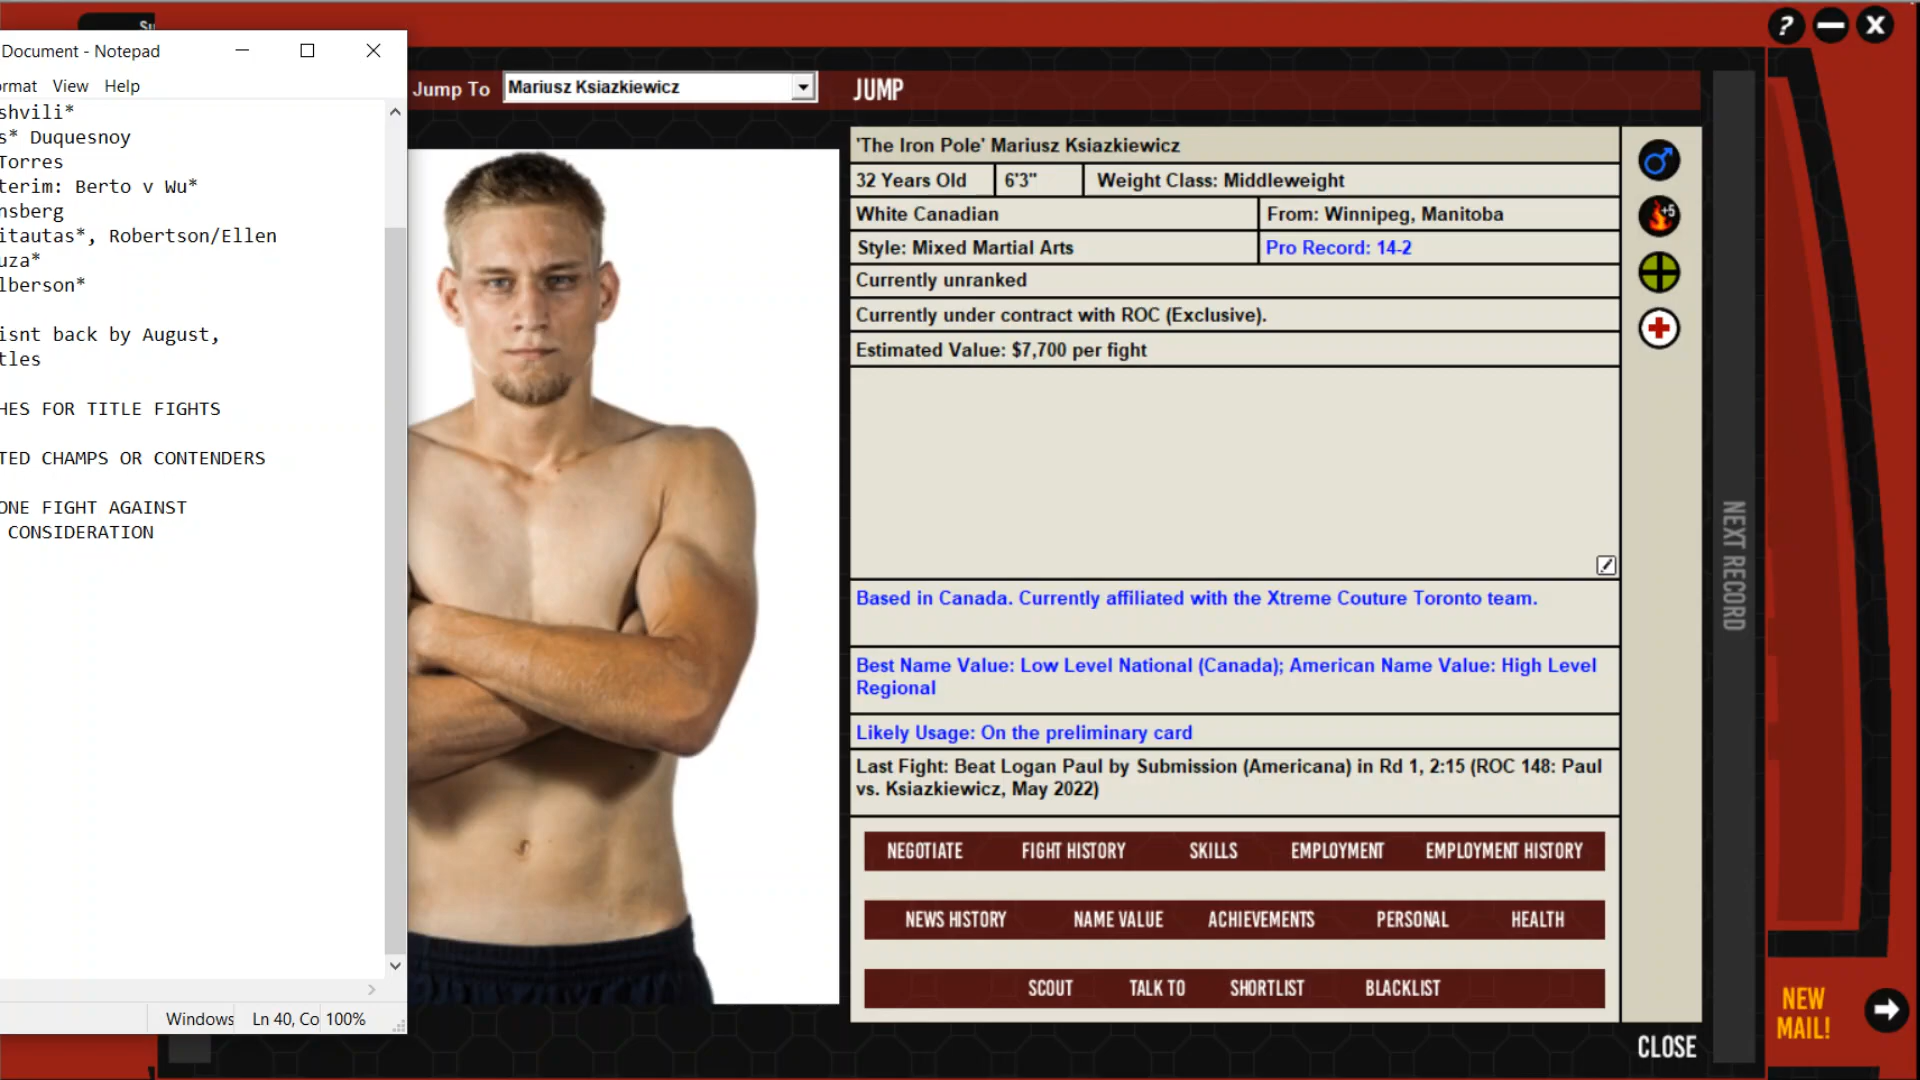 Document - Notepad
View Help
shvili*
s* Duquesnoy
Torres
terim: Berto v Wu*
nsberg
itautas*, Robertson/Ellen
uza*
lberson*
isnt back by August,
tles
HES FOR TITLE FIGHTS
TED CHAMPS OR CONTENDERS
ONE FIGHT AGAINST
CONSIDERATION
Windows Ln 40, Co 100%
Jump To Mariusz Ksiazkiewicz JUMP
'The Iron Pole' Mariusz Ksiazkiewicz
32 Years Old 6'3" Weight Class: Middleweight
White Canadian From: Winnipeg, Manitoba
Style: Mixed Martial Arts Pro Record: 14-2
Currently unranked
Currently under contract with ROC (Exclusive).
Estimated Value: $7,700 per fight
Based in Canada. Currently affiliated with the Xtreme Couture Toronto team.
Best Name Value: Low Level National (Canada); American Name Value: High Level
Regional
Likely Usage: On the preliminary card
Last Fight: Beat Logan Paul by Submission (Americana) in Rd 1, 2:15 (ROC 148: Paul
vs. Ksiazkiewicz, May 2022)
NEGOTIATE FIGHT HISTORY SKILLS EMPLOYMENT EMPLOYMENT HISTORY
NEWS HISTORY NAME VALUE ACHIEVEMENTS PERSONAL HEALTH
SCOUT TALK TO SHORTLIST BLACKLIST
CLOSE
+5
NEXT RECORD
?
X
NEW
MAIL!